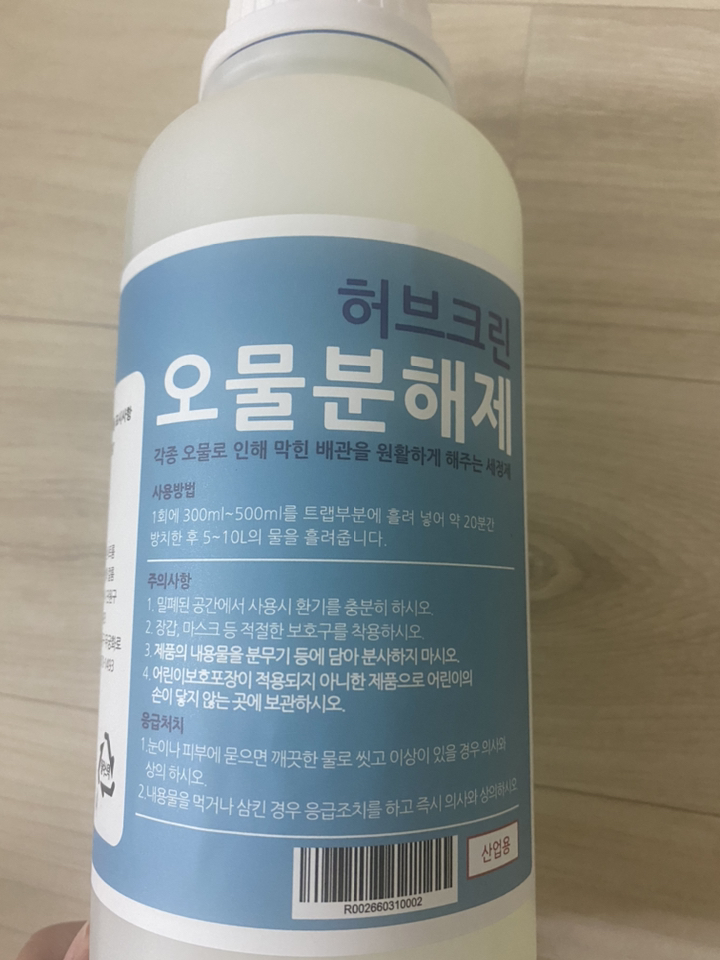 허브크린
오물분해제
각종 오물로 인해 막힌 배관을 원활하게 해주는 세정제
사용방법
1회에 300ml~500ml를 트랩부분에 흘려 넣어 약 20분간
방치한 후 5~10L의 물을 흘려줍니다.
주의사항
1. 밀폐된 공간에서 사용시 환기를 충분히 하시오.
2. 장갑, 마스크 등 적절한 보호구를 착용하시오.
3. 제품의 내용물을 분무기 등에 담아 분사하지 마시오.
4. 어린이보호포장이 적용되지 아니한 제품으로 어린이의
손이 닿지 않는 곳에 보관하시오.
응급처치
1.눈이나 피부에 묻으면 깨끗한 물로 씻고 이상이 있을 경우 의사와
상의 하시오.
2.내용물을 먹거나 삼킨 경우 응급조치를 하고 즉시 의사와 상의하시오
산업용
R002660310002